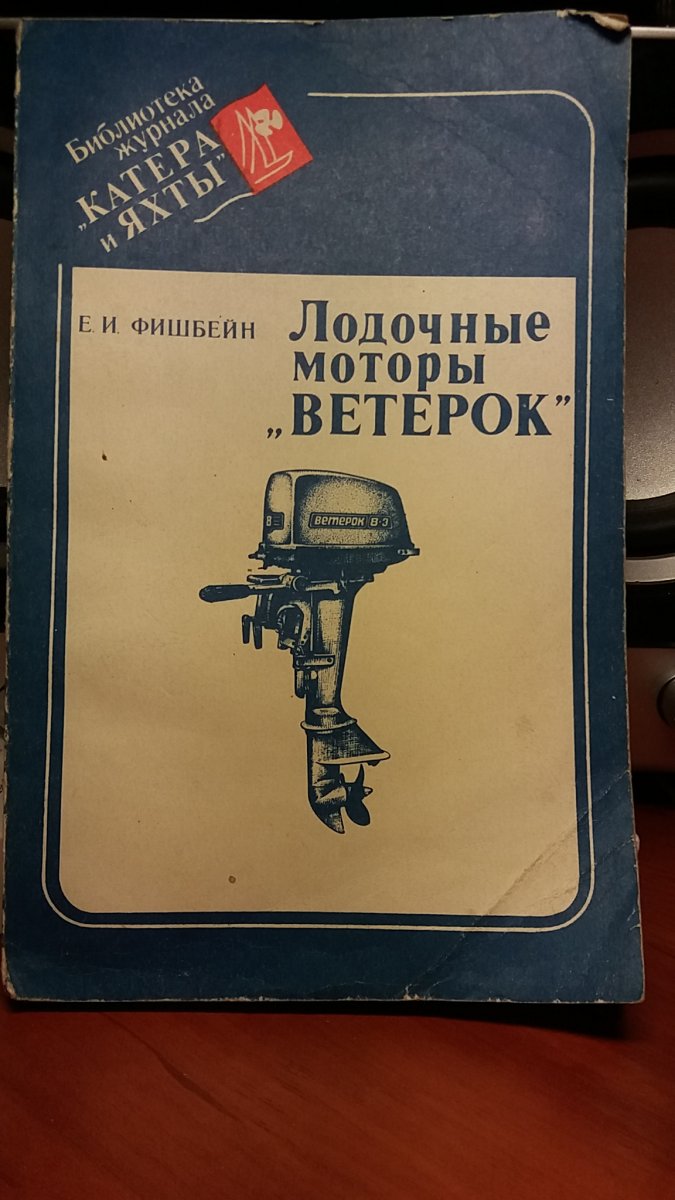 Библиотека
журнала
„КАТЕРА
и ЯХТЫ”
Е. И. ФИШБЕЙН
Лодочные
моторы
„ВЕТЕРОК”
8
Ветерок 8-Э